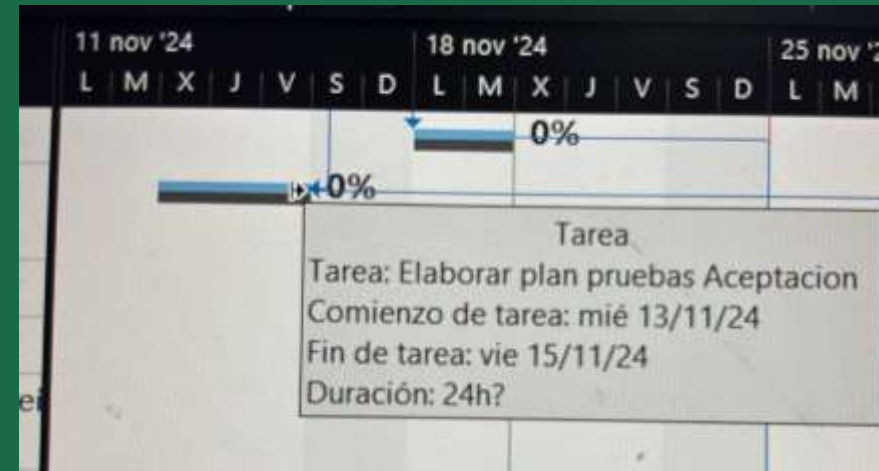 11 nov '24 18 nov '24 25 nov '2
L M X J V S D L M X J V S D L M
0%
0%
Tarea
Tarea: Elaborar plan pruebas Aceptacion
Comienzo de tarea: mié 13/11/24
Fin de tarea: vie 15/11/24
Duración: 24h?